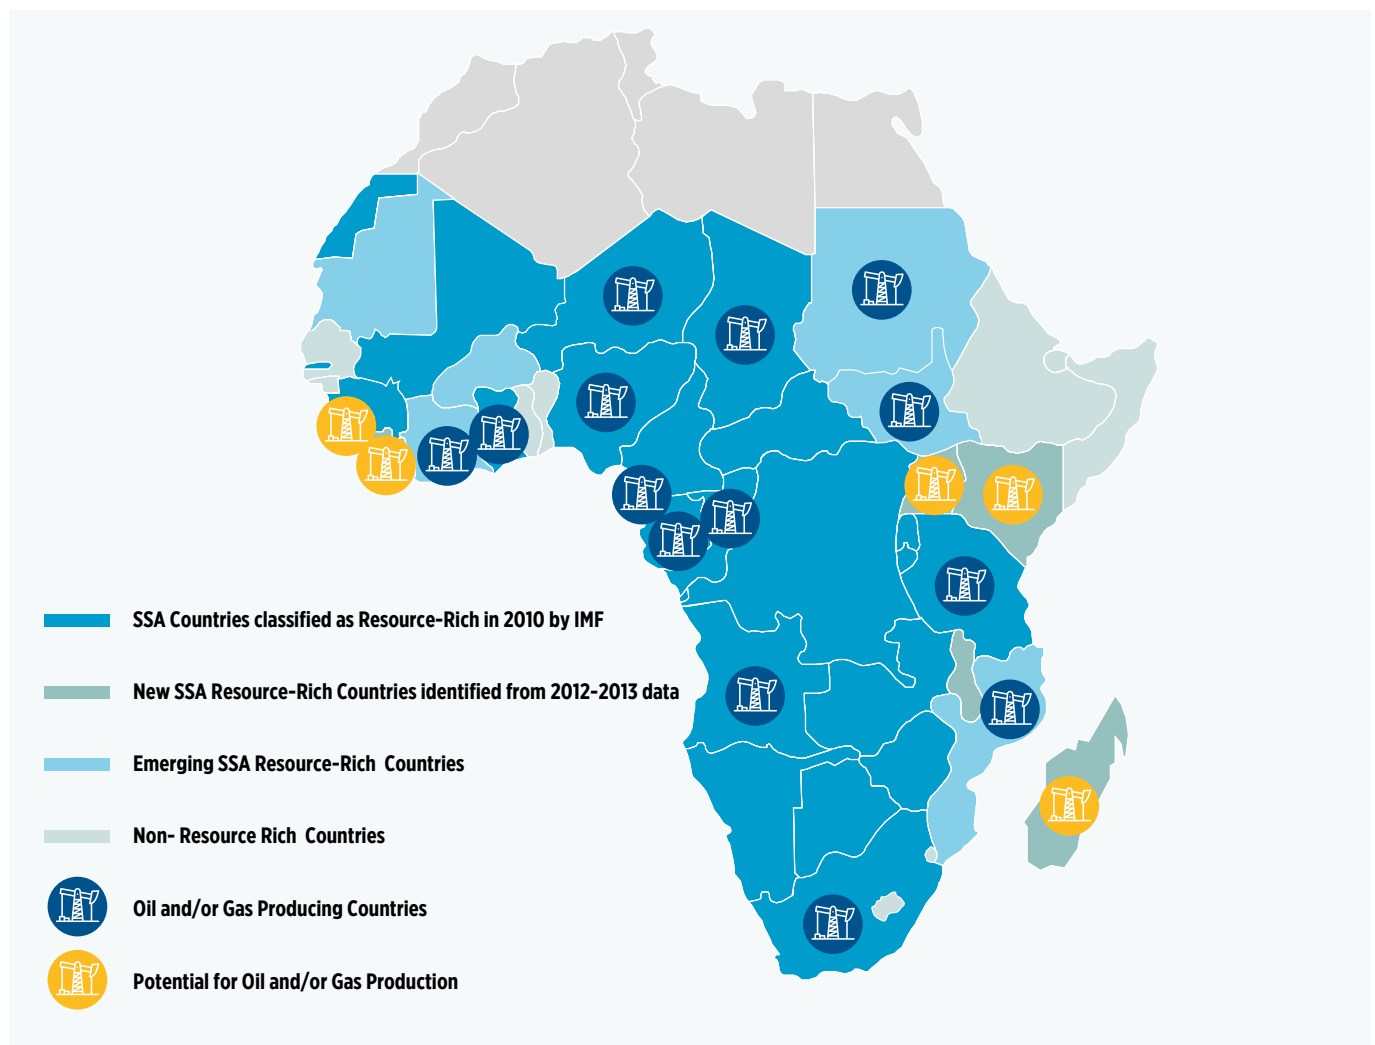 SSA Countries classified as Resource-Rich in 2010 by IMF
New SSA Resource-Rich Countries identified from 2012-2013 data
Emerging SSA Resource-Rich Countries
Non- Resource Rich Countries
Oil and/or Gas Producing Countries
Potential for Oil and/or Gas Production